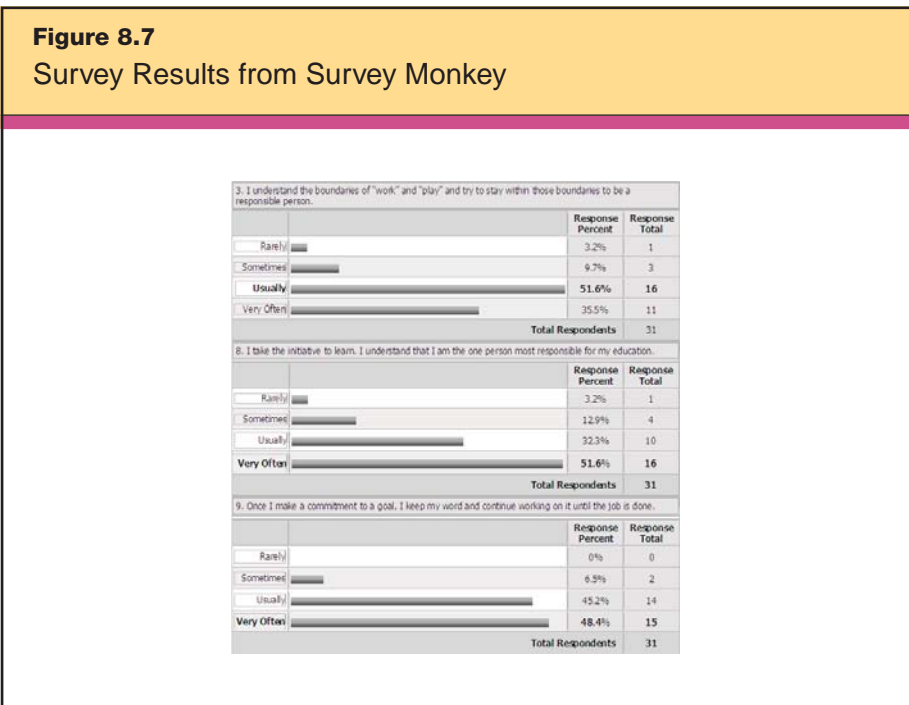 Figure 8.7
Survey Results from Survey Monkey
3. I understand the boundaries of "work" and "play" and try to stay within those boundaries to be a
responsible person.
Response Percent Response Total
Rarely 3.2% 1
Sometimes 9.7% 3
Usually 51.6% 16
Very Often 35.5% 11
Total Respondents 31
8. I take the initiative to learn. I understand that I am the one person most responsible for my education.
Response Percent Response Total
Rarely 3.2% 1
Sometimes 12.9% 4
Usually 32.3% 10
Very Often 51.6% 16
Total Respondents 31
9. Once I make a commitment to a goal, I keep my word and continue working on it until the job is done.
Response Percent Response Total
Rarely 0% 0
Sometimes 6.5% 2
Usually 45.2% 14
Very Often 48.4% 15
Total Respondents 31